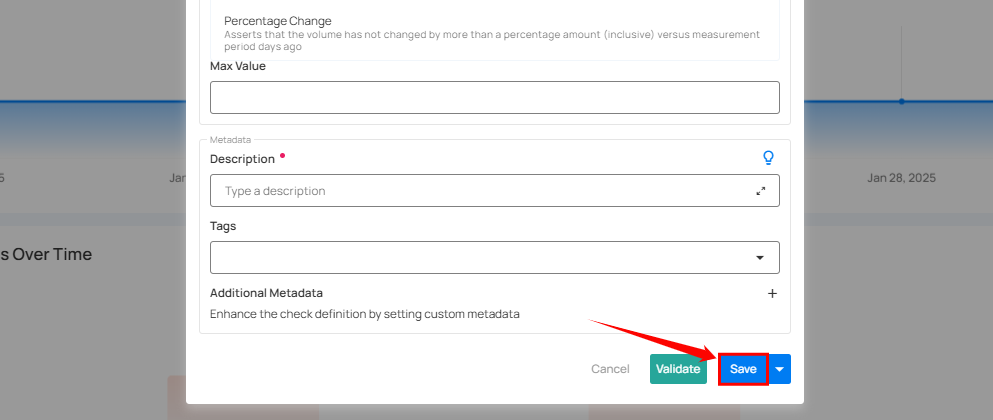 Percentage Change
Asserts that the volume has not changed by more than a percentage amount (inclusive) versus measurement
period days ago
Max Value
Metadata
Description
Type a description
Tags
Additional Metadata
Enhance the check definition by setting custom metadata
Cancel
Validate
Save
5
Jan
Jan 28, 2025
s Over Time